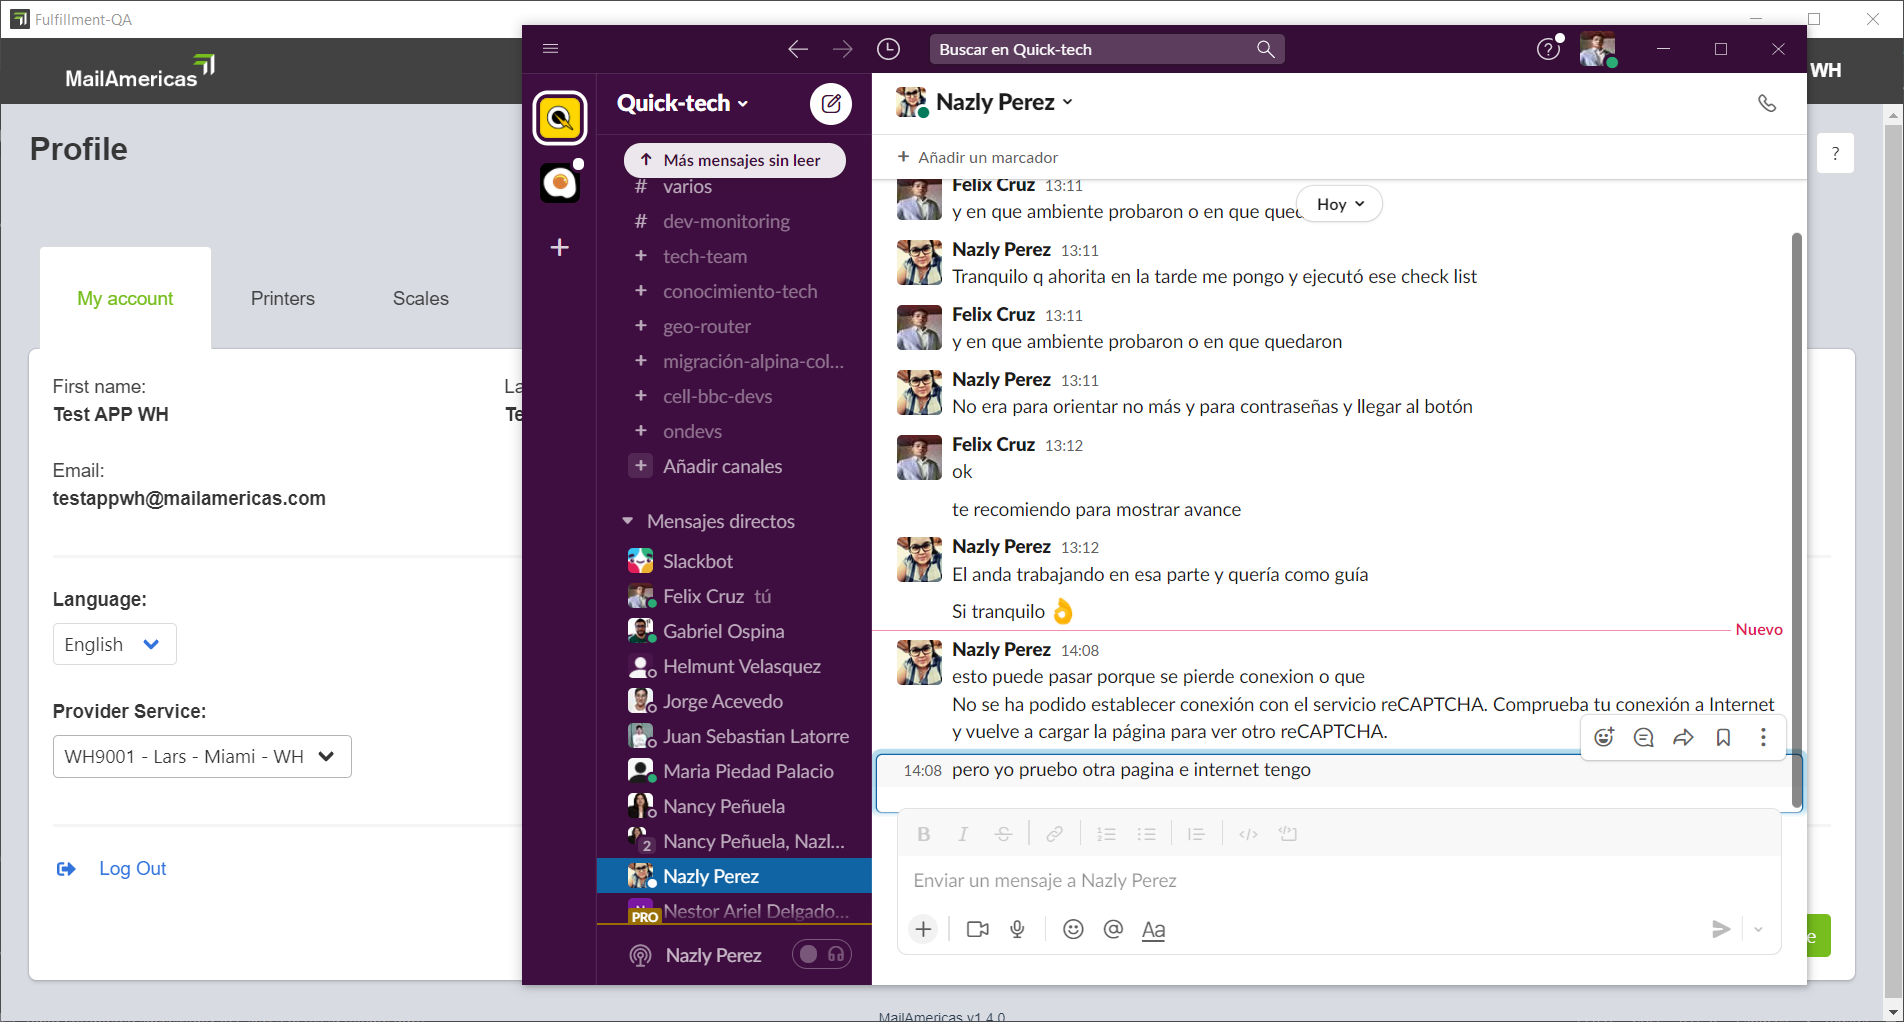 Fulfillment-QA
MailAmericas
WH
Profile
?
My account
Printers
Scales
First name:
Test APP WH
La
Te
Email:
testappwh@mailamericas.com
Language:
English
Provider Service:
WH9001 - Lars - Miami - WH
Log Out
e
MailAmericas v1.4.0
Buscar en Quick-tech
Quick-tech
Más mensajes sin leer
# varios
# dev-monitoring
+ tech-team
+ conocimiento-tech
+ geo-router
+ migración-alpina-col...
+ cell-bbc-devs
+ ondevs
+ Añadir canales
Mensajes directos
Slackbot
Felix Cruz tú
Gabriel Ospina
Helmunt Velasquez
Jorge Acevedo
Juan Sebastian Latorre
Maria Piedad Palacio
Nancy Peñuela
2 Nancy Peñuela, Nazl...
Nazly Perez
PRO Nestor Ariel Delgado...
Nazly Perez
Nazly Perez
+ Añadir un marcador
Hoy
Felix Cruz 13:11
y en que ambiente probaron o en que que
Nazly Perez 13:11
Tranquilo q ahorita en la tarde me pongo y ejecutó ese check list
Felix Cruz 13:11
y en que ambiente probaron o en que quedaron
Nazly Perez 13:11
No era para orientar no más y para contraseñas y llegar al botón
Felix Cruz 13:12
ok
te recomiendo para mostrar avance
Nazly Perez 13:12
El anda trabajando en esa parte y quería como guía
Si tranquilo 👌
Nuevo
Nazly Perez 14:08
esto puede pasar porque se pierde conexion o que
No se ha podido establecer conexión con el servicio reCAPTCHA. Comprueba tu conexión a Internet
y vuelve a cargar la página para ver otro reCAPTCHA.
14:08 pero yo pruebo otra pagina e internet tengo
B I S
Enviar un mensaje a Nazly Perez
+ @ Aa